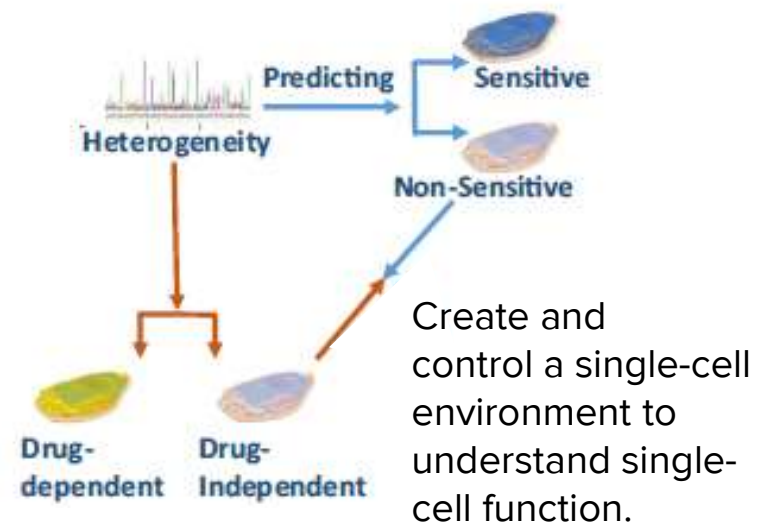 Predicting
Sensitive
Heterogeneity
Non-Sensitive
Create and
control a single-cell
environment to
understand single-
cell function.
Drug-
dependent
Drug-
Independent